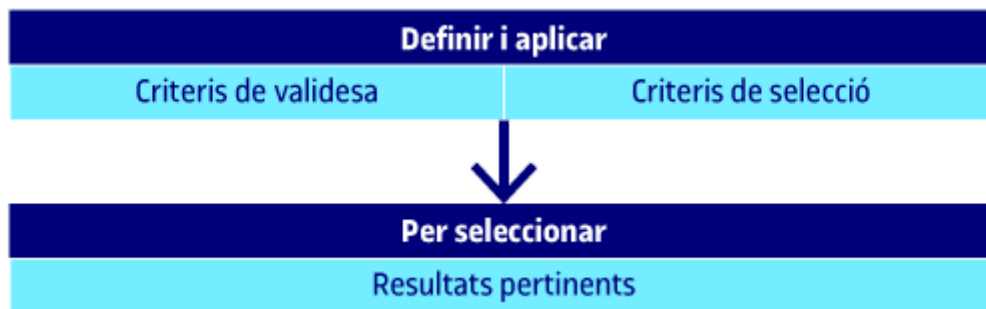 Definir i aplicar
Criteris de validesa
Criteris de selecció
Per seleccionar
Resultats pertinents